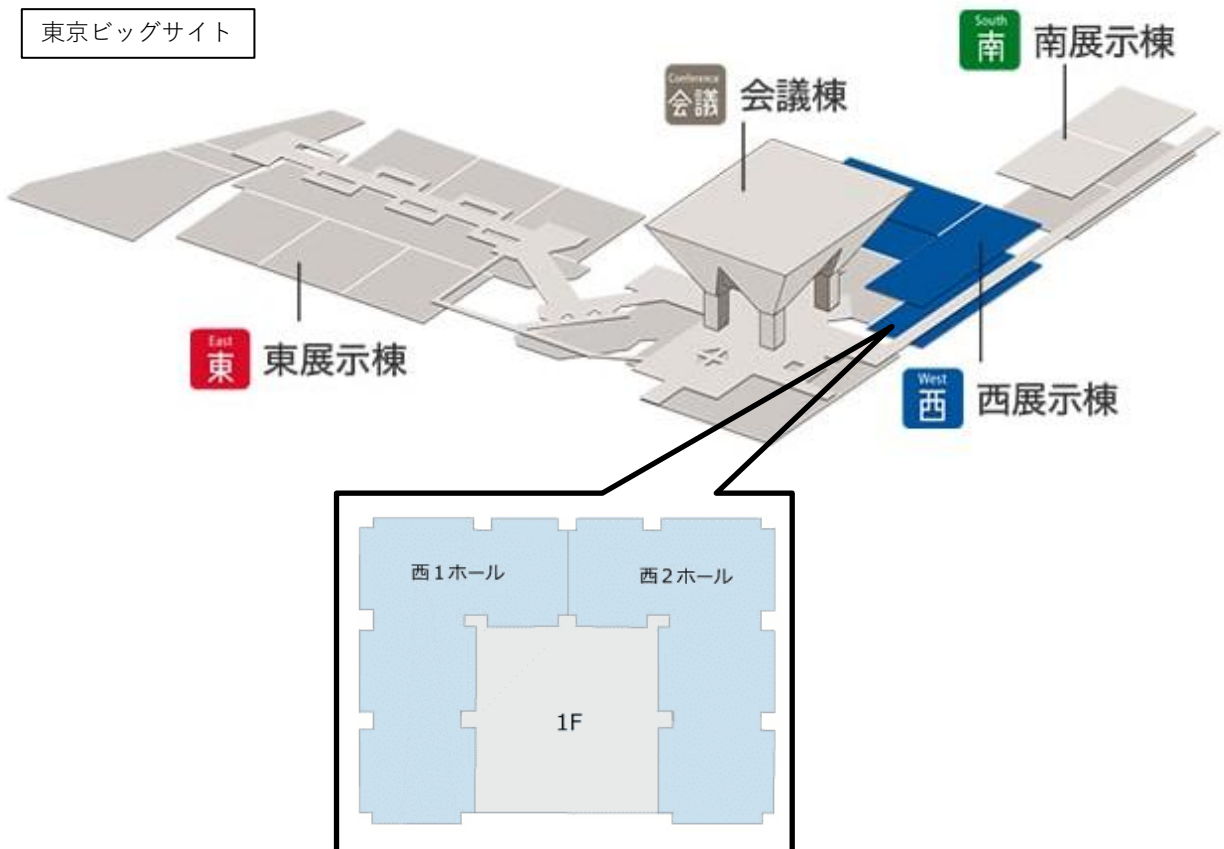 東京ビッグサイト
South
南
南展示棟
Conference
会議
会議棟
East
東
東展示棟
West
西
西展示棟
西1ホール
西2ホール
1F